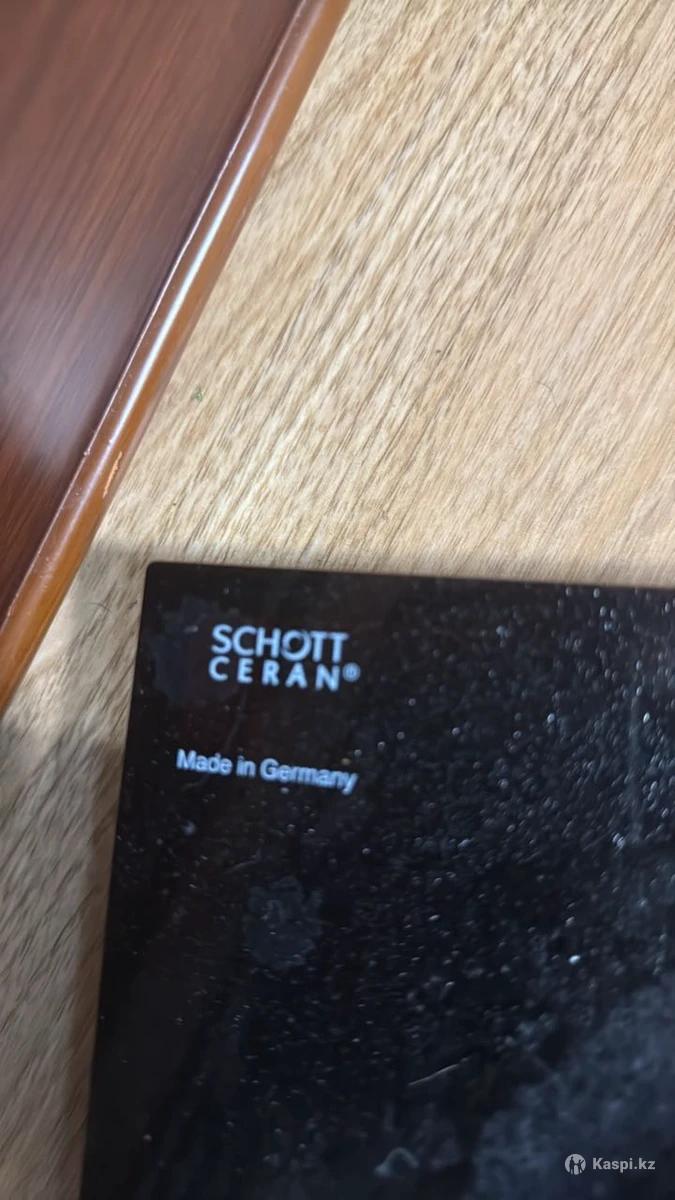 SCHOTT
CERAN®
Made in Germany
Kaspi.kz